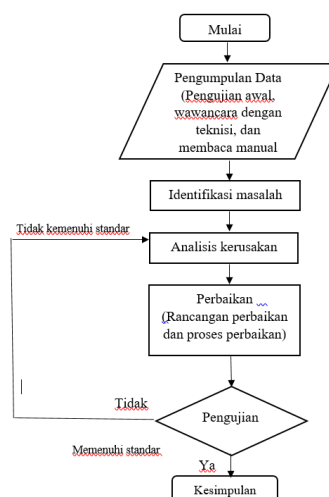 Mulai
Pengumpulan Data
(Pengujian awal,
wawancara dengan
teknisi, dan
membaca manual
Identifikasi masalah
Tidak kemenuhi standar
Analisis kerusakan
Perbaikan
(Rancangan perbaikan
dan proses perbaikan)
Tidak
Pengujian
Memenuhi standar
Ya
Kesimpulan